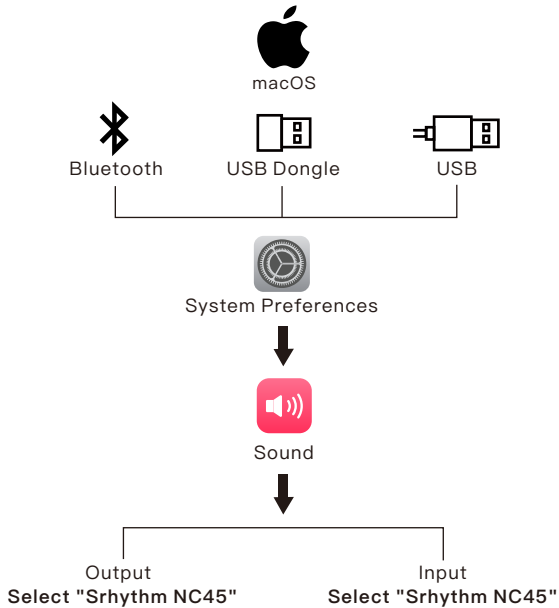 macOS
Bluetooth
USB Dongle
USB
System Preferences
Sound
Output
Select "Srhythm NC45"
Input
Select "Srhythm NC45"